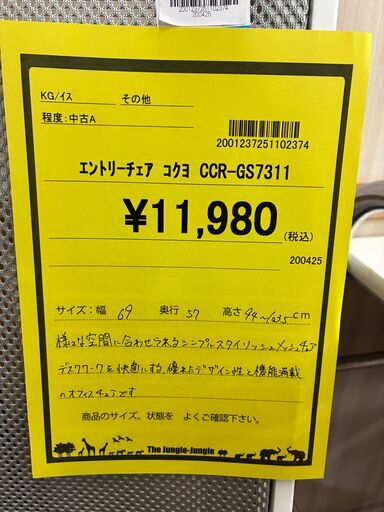 2001237251102374
200425
KG/イス その他
程度:中古A
2001237251102374
エントリーチェア コクヨ CCR-GS7311
¥11,980
(税込)
200425
サイズ:幅 69 奥行 57 高さ 94~103.5cm
様々な空間に合わせられるシンプルスタイリッシュメッシュチェア
デスクワークを快適にする、優れたデザイン性と機能満載
のオフィスチェアです
商品のサイズ、状態を よくご確認下さい。
The Jungle-Jungle